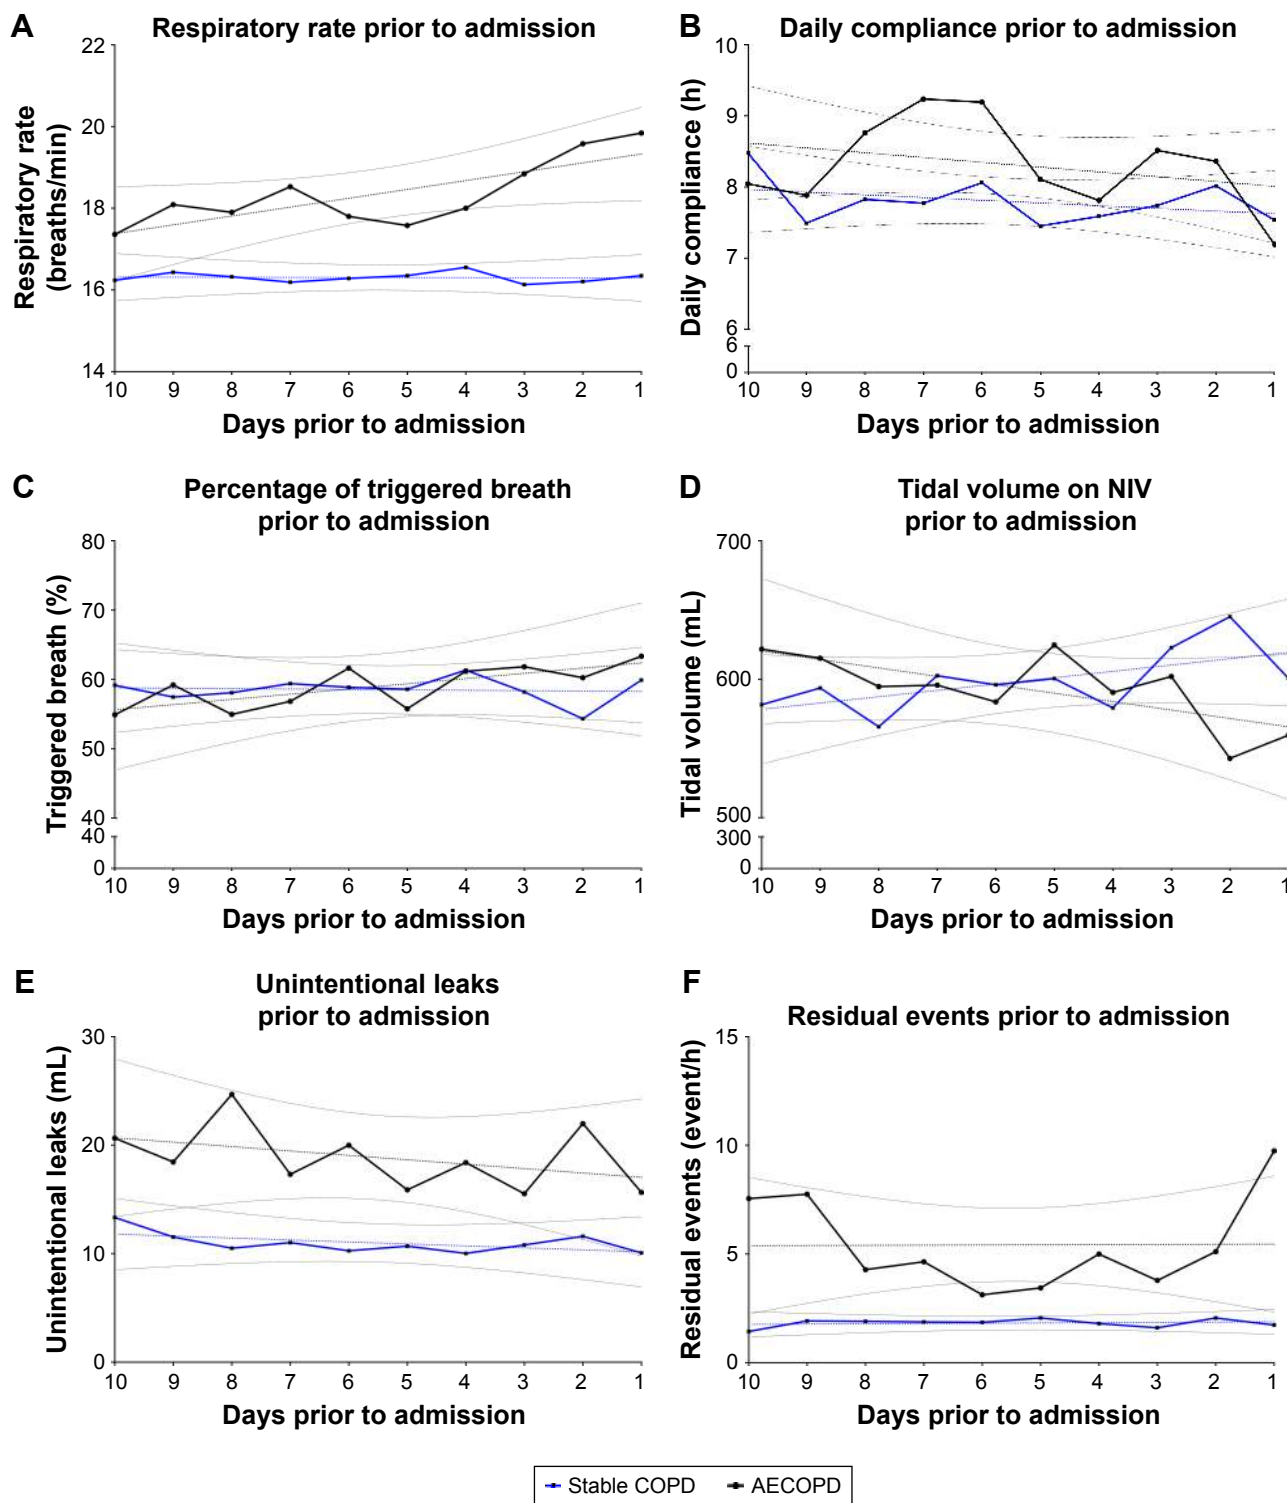 A Respiratory rate prior to admission
22
20
18
16
14
Respiratory rate
(breaths/min)
10 9 8 7 6 5 4 3 2 1
Days prior to admission
B Daily compliance prior to admission
10
9
8
7
6
6
0
Daily compliance (h)
10 9 8 7 6 5 4 3 2 1
Days prior to admission
C Percentage of triggered breath
prior to admission
80
70
60
50
40
40
0
Triggered breath (%)
10 9 8 7 6 5 4 3 2 1
Days prior to admission
D Tidal volume on NIV
prior to admission
700
600
500
300
0
Tidal volume (mL)
10 9 8 7 6 5 4 3 2 1
Days prior to admission
E Unintentional leaks
prior to admission
30
20
10
0
Unintentional leaks (mL)
10 9 8 7 6 5 4 3 2 1
Days prior to admission
F Residual events prior to admission
15
10
5
0
Residual events (event/h)
10 9 8 7 6 5 4 3 2 1
Days prior to admission
Stable COPD AECOPD